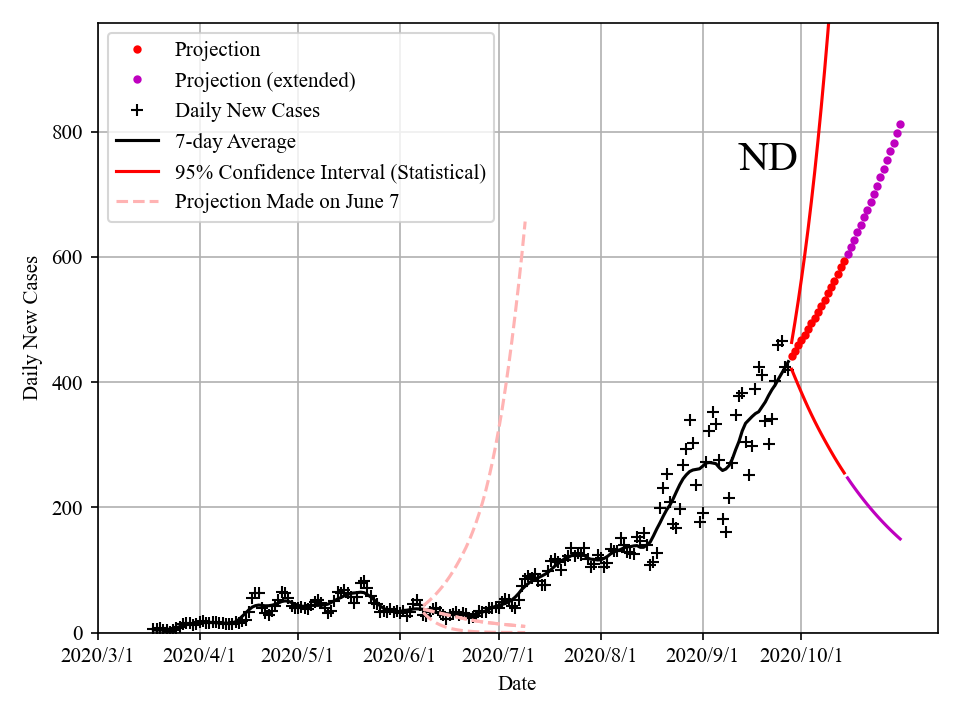 Projection
Projection (extended)
Daily New Cases
7-day Average
95% Confidence Interval (Statistical)
Projection Made on June 7
ND
Daily New Cases
800
600
400
200
0
2020/3/1 2020/4/1 2020/5/1 2020/6/1 2020/7/1 2020/8/1 2020/9/1 2020/10/1
Date